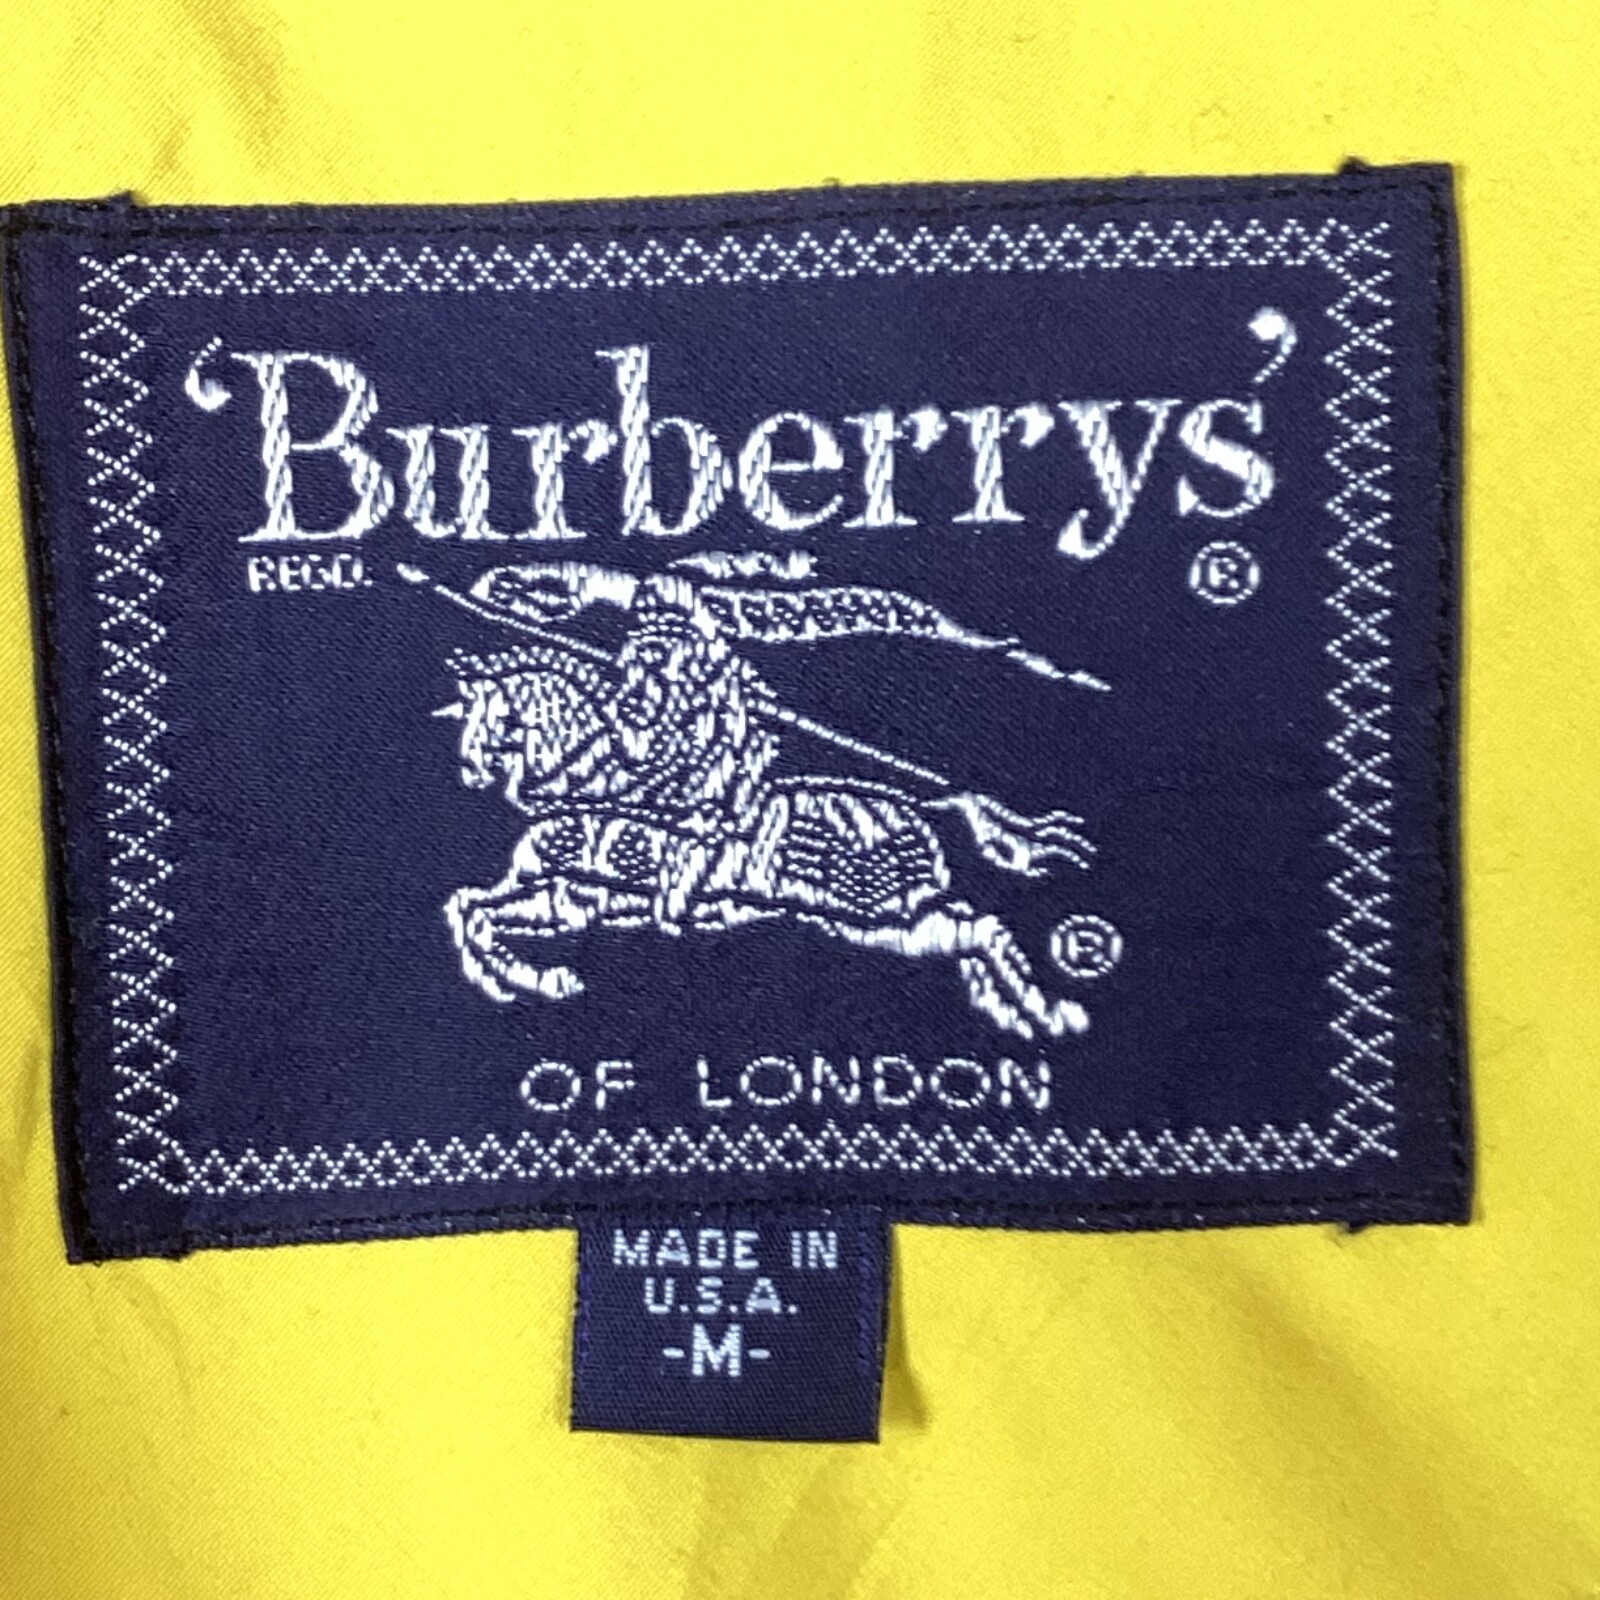 ‘Burberrys’
REGD. ®
®
OF LONDON
MADE IN
U.S.A.
-M-